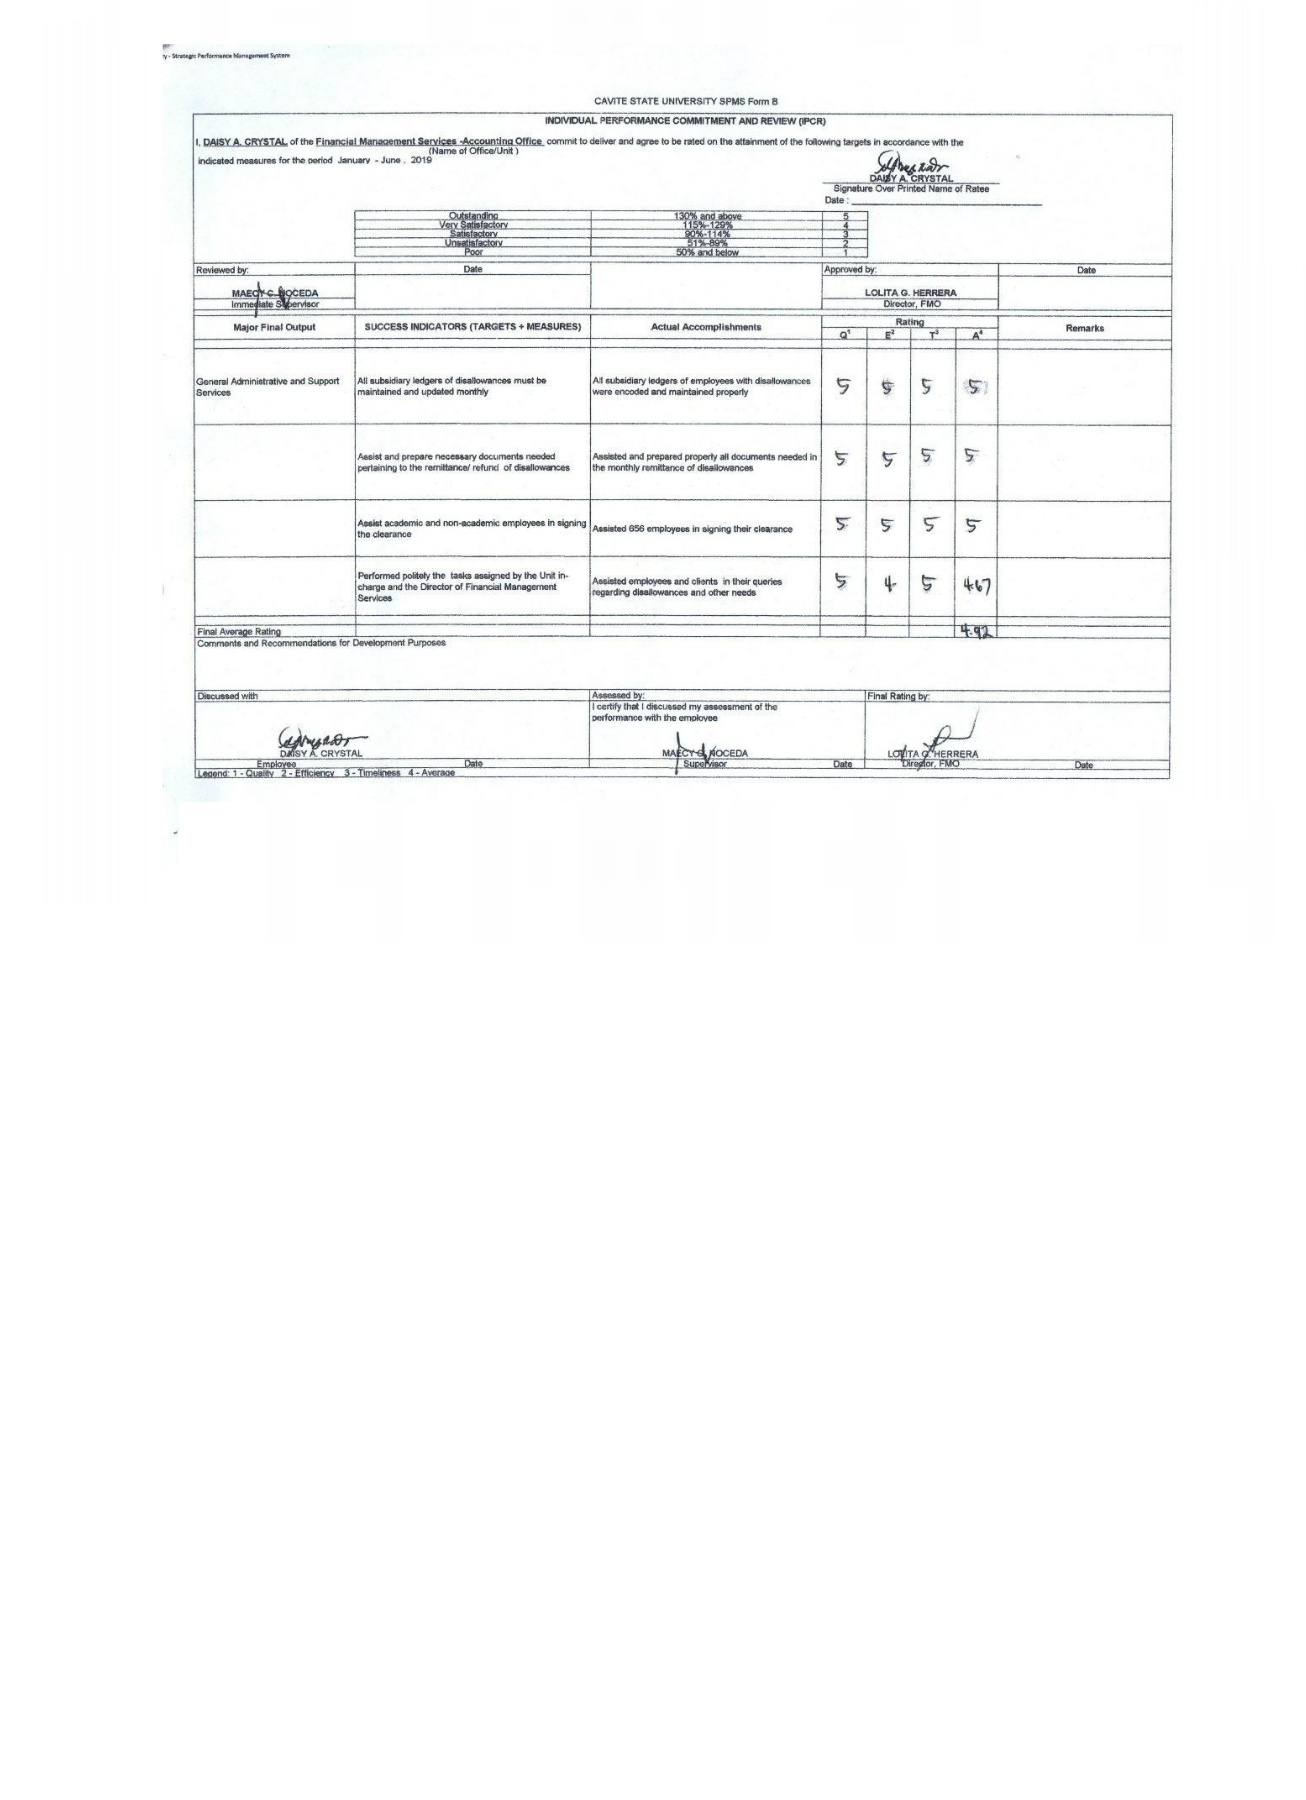 y - Strategic Performance Management System
CAVITE STATE UNIVERSITY SPMS Form B
INDIVIDUAL PERFORMANCE COMMITMENT AND REVIEW (IPCR)
I, DAISY A. CRYSTAL of the Financial Management Services -Accounting Office commit to deliver and agree to be rated on the attainment of the following targets in accordance with the
(Name of Office/Unit )
indicated measures for the period January - June , 2019
DAISY A. CRYSTAL
Signature Over Printed Name of Ratee
Date :
Outstanding 130% and above 5
Very Satisfactory 115%-129% 4
Satisfactory 90%-114% 3
Unsatisfactory 51%-89% 2
Poor 50% and below 1
Reviewed by: Date Approved by: Date
MAECY C. NOCEDA LOLITA G. HERRERA
Immediate Supervisor Director, FMO
Major Final Output SUCCESS INDICATORS (TARGETS + MEASURES) Actual Accomplishments Rating Remarks
Q1 E2 T3 A4
General Administrative and Support All subsidiary ledgers of disallowances must be All subsidiary ledgers of employees with disallowances 5 5 5 5
Services maintained and updated monthly were encoded and maintained properly
Assist and prepare necessary documents needed Assisted and prepared properly all documents needed in 5 5 5 5
pertaining to the remittance/ refund of disallowances the monthly remittance of disallowances
Assist academic and non-academic employees in signing Assisted 656 employees in signing their clearance 5 5 5 5
the clearance
Performed politely the tasks assigned by the Unit in- Assisted employees and clients in their queries 5 4 5 4.67
charge and the Director of Financial Management regarding disallowances and other needs
Services
Final Average Rating 4.92
Comments and Recommendations for Development Purposes
Discussed with Assessed by: Final Rating by:
I certify that I discussed my assessment of the
performance with the employee
DAISY A. CRYSTAL MAECY C. NOCEDA LOLITA G. HERRERA
Employee Date Supervisor Date Director, FMO Date
Legend: 1 - Quality 2 - Efficiency 3 - Timeliness 4 - Average